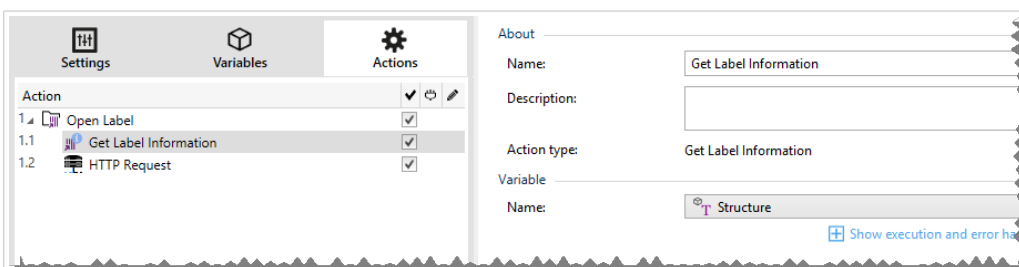 Settings
Variables
Actions
Action
1 Open Label
1.1 Get Label Information
1.2 HTTP Request
About
Name: Get Label Information
Description:
Action type: Get Label Information
Variable
Name: Structure
Show execution and error ha